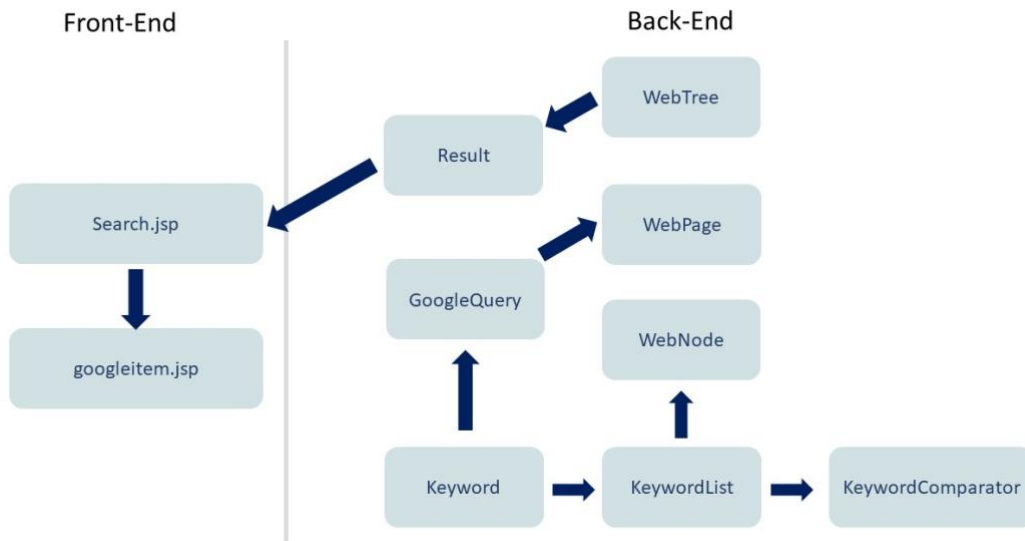 Front-End
Back-End
WebTree
Result
Search.jsp
WebPage
GoogleQuery
WebNode
googleitem.jsp
Keyword
KeywordList
KeywordComparator